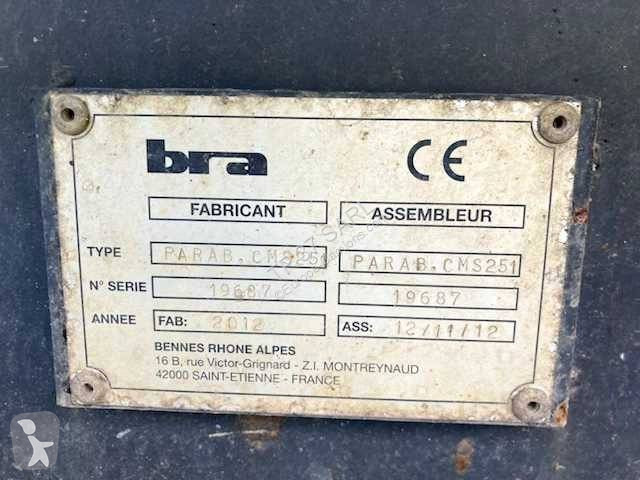 bra CE
FABRICANT ASSEMBLEUR
TYPE PARAB.CMS251 PARAB.CMS251
N° SERIE 19687 19687
ANNEE FAB: 2012 ASS: 12/11/12
BENNES RHONE ALPES
16 B, rue Victor-Grignard - Z.I. MONTREYNAUD
42000 SAINT-ETIENNE - FRANCE